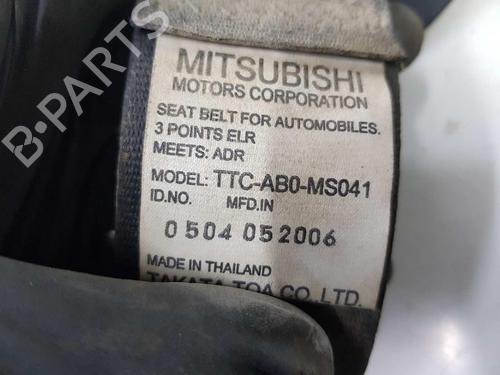 MITSUBISHI
MOTORS CORPORATION
SEAT BELT FOR AUTOMOBILES.
3 POINTS ELR
MEETS: ADR
MODEL: TTC-AB0-MS041
ID.NO. MFD.IN
0504 052006
MADE IN THAILAND
TAKATA-TOA CO.,LTD.